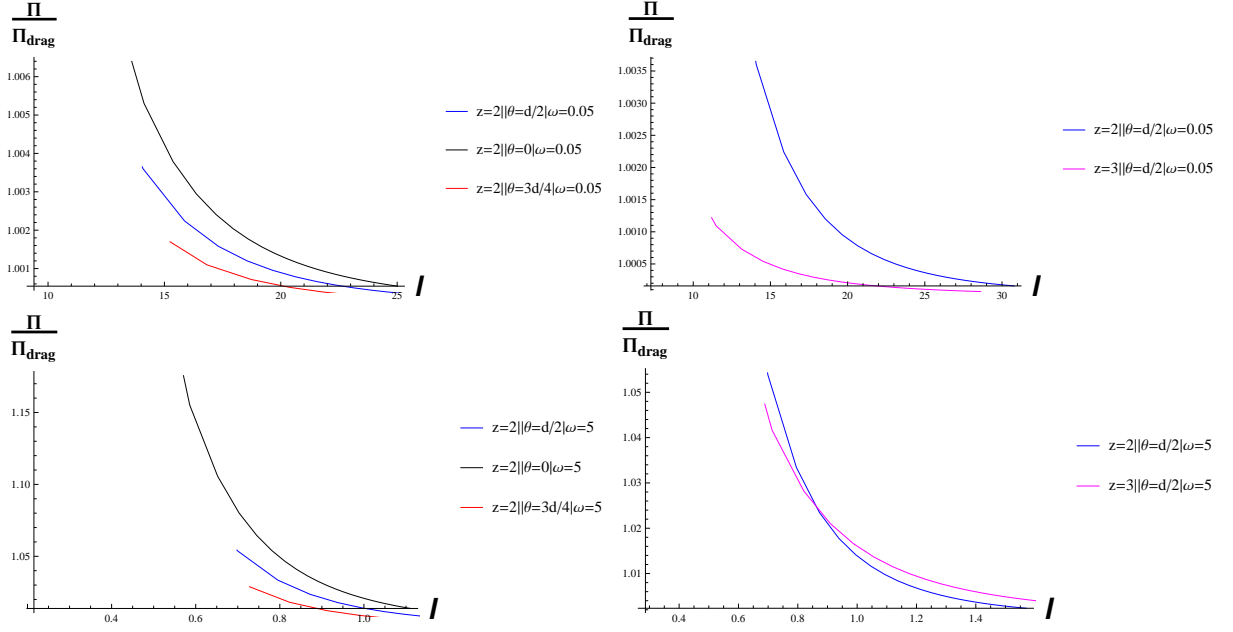 Π
Π_drag
1.006
1.005
1.004
1.003
1.002
1.001
10 15 20 25
l
z=2||θ=d/2|ω=0.05
z=2||θ=0|ω=0.05
z=2||θ=3d/4|ω=0.05
Π
Π_drag
1.0035
1.0030
1.0025
1.0020
1.0015
1.0010
1.0005
10 15 20 25 30
l
z=2||θ=d/2|ω=0.05
z=3||θ=d/2|ω=0.05
Π
Π_drag
1.15
1.10
1.05
0.4 0.6 0.8 1.0
l
z=2||θ=d/2|ω=5
z=2||θ=0|ω=5
z=2||θ=3d/4|ω=5
Π
Π_drag
1.05
1.04
1.03
1.02
1.01
0.4 0.6 0.8 1.0 1.2 1.4
l
z=2||θ=d/2|ω=5
z=3||θ=d/2|ω=5